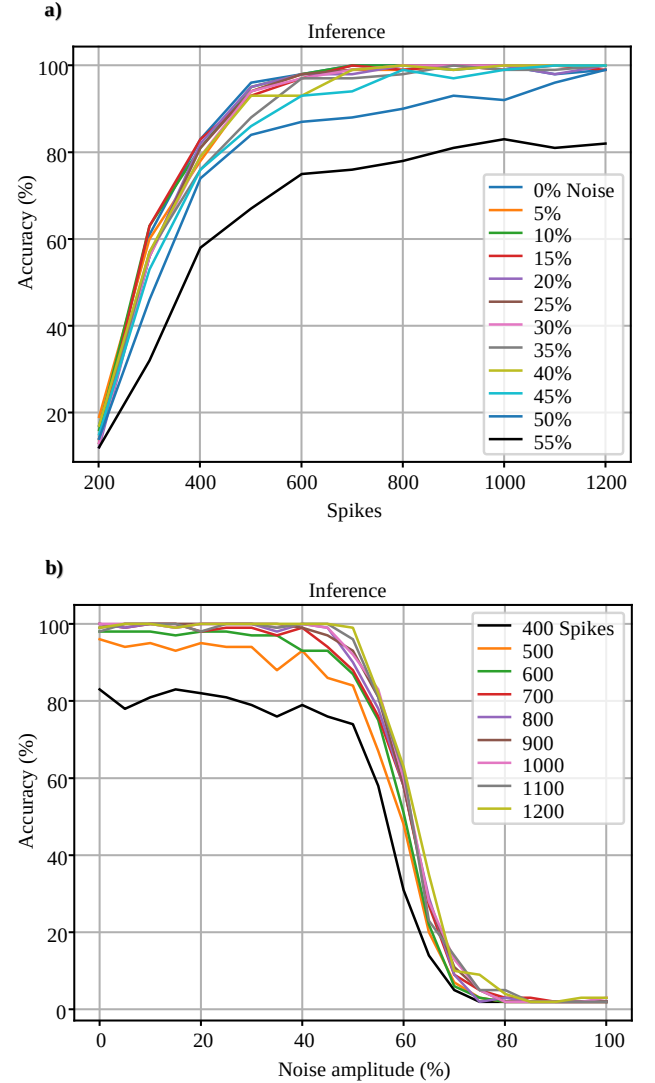 a)
Inference
100
80
60
40
20
Accuracy (%)
0% Noise
5%
10%
15%
20%
25%
30%
35%
40%
45%
50%
55%
200 400 600 800 1000 1200
Spikes
b)
Inference
100
80
60
40
20
0
Accuracy (%)
400 Spikes
500
600
700
800
900
1000
1100
1200
0 20 40 60 80 100
Noise amplitude (%)